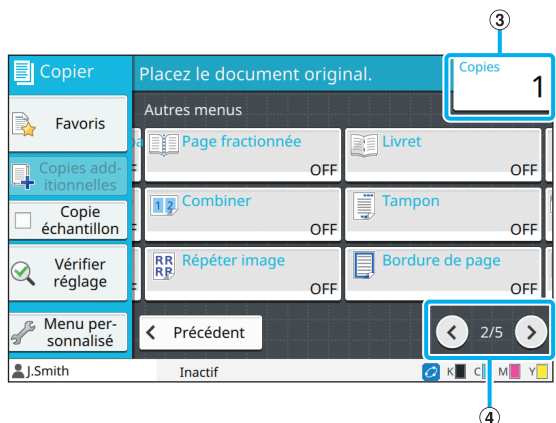 ③
Copier
Placez le document original.
Copies
1
Autres menus
Favoris
Page fractionnée
OFF
Livret
OFF
Copies add-
itionnelles
Combiner
OFF
Tampon
OFF
Copie
échantillon
Répéter image
OFF
Bordure de page
OFF
Vérifier
réglage
Précédent
2/5
Menu per-
sonnalisé
J.Smith
Inactif
K
C
M
Y
④